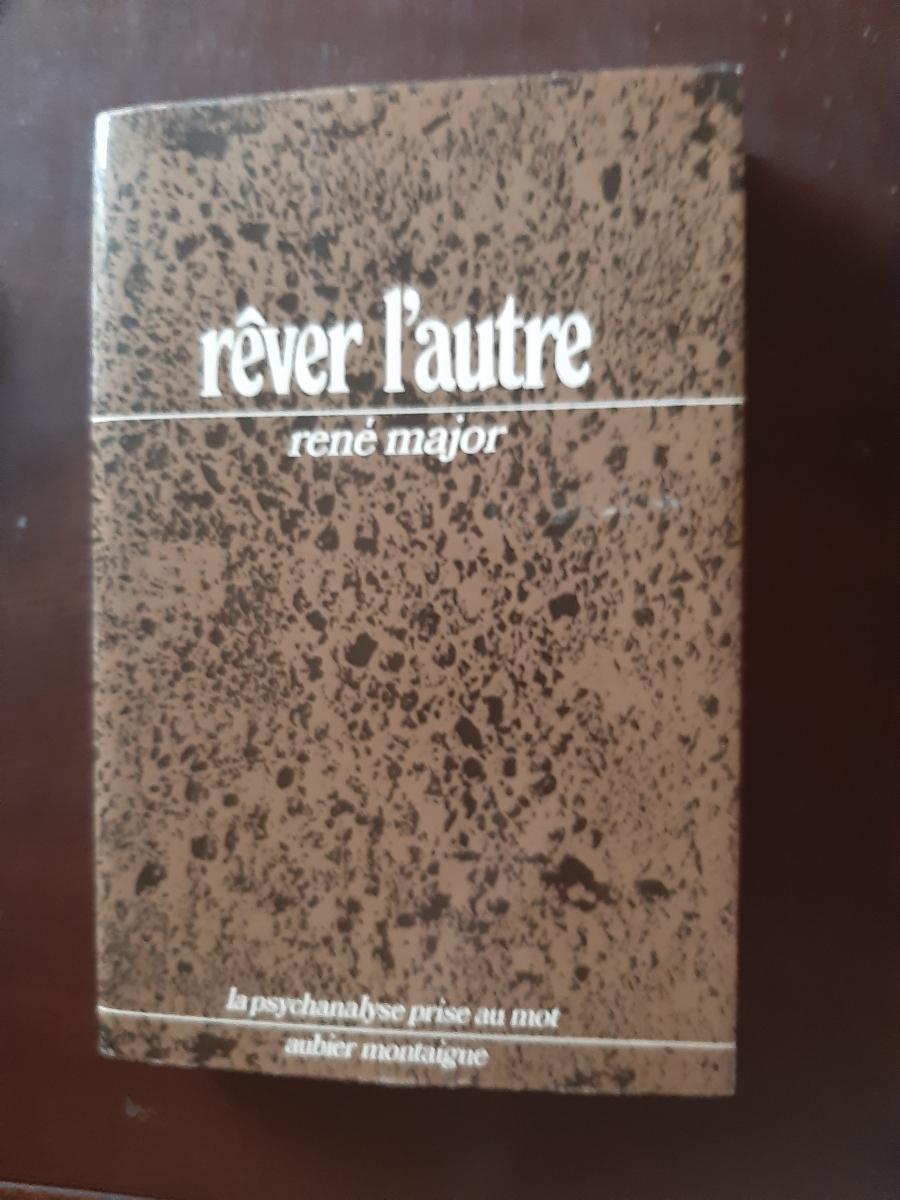 rêver l'autre
rené major
la psychanalyse prise au mot
aubier montaigne